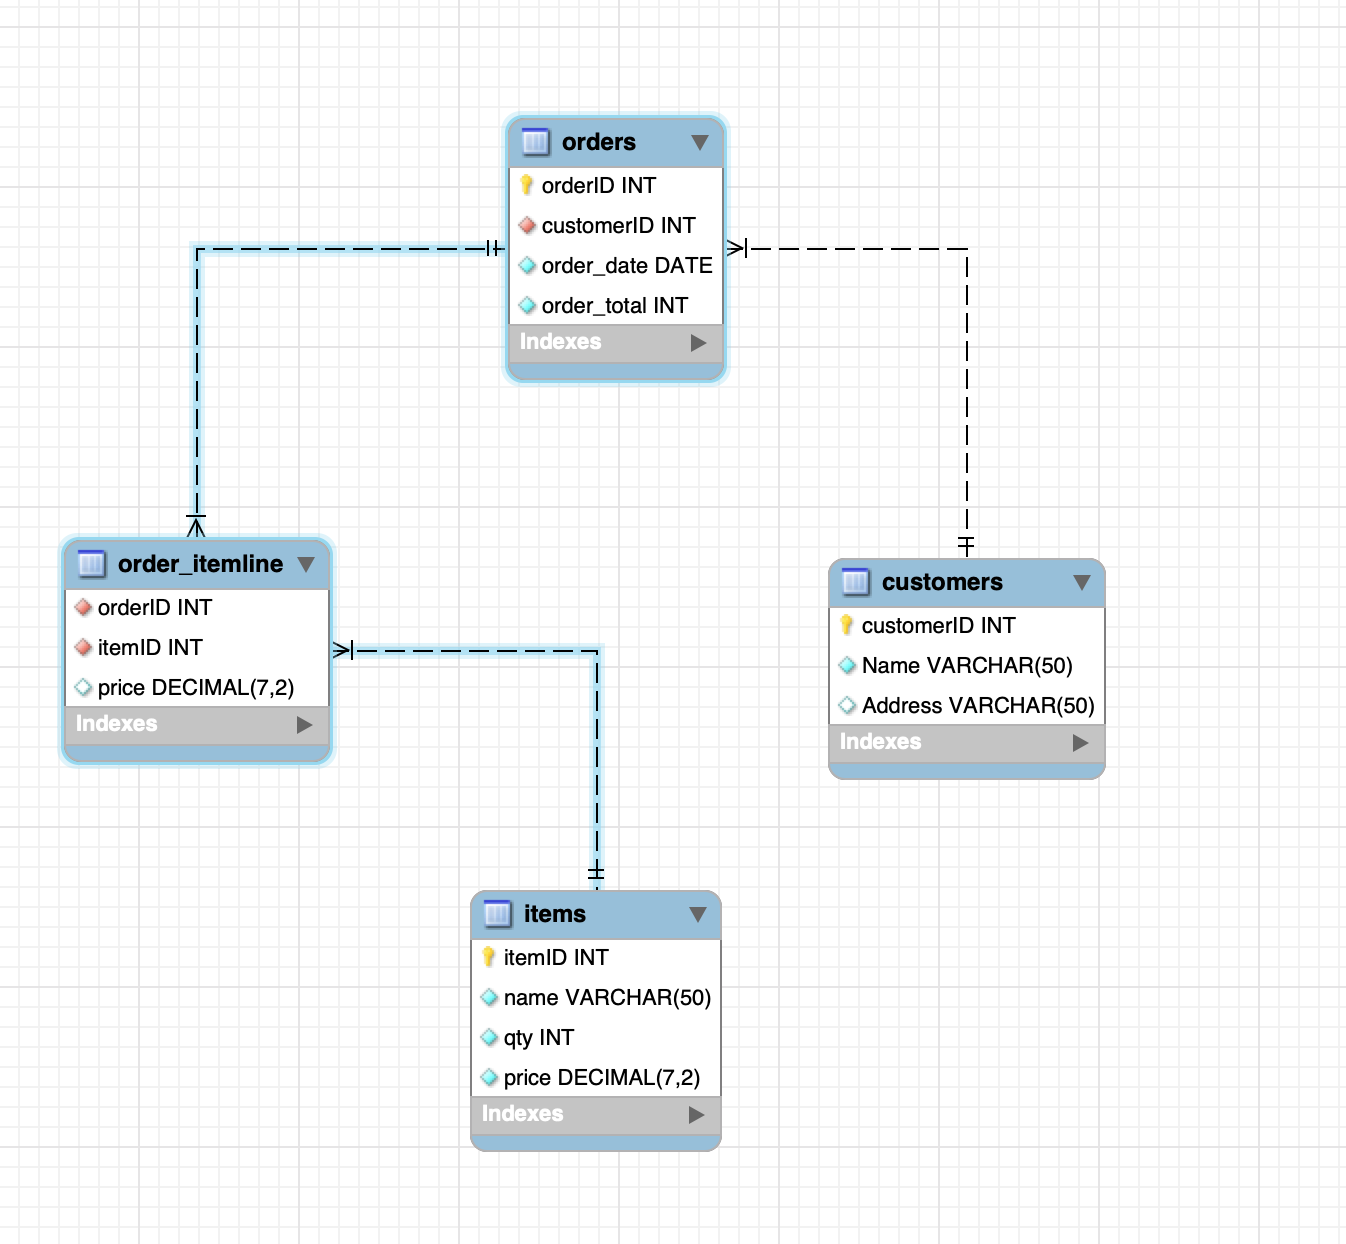 orders
orderID INT
customerID INT
order_date DATE
order_total INT
Indexes
order_itemline
orderID INT
itemID INT
price DECIMAL(7,2)
Indexes
customers
customerID INT
Name VARCHAR(50)
Address VARCHAR(50)
Indexes
items
itemID INT
name VARCHAR(50)
qty INT
price DECIMAL(7,2)
Indexes